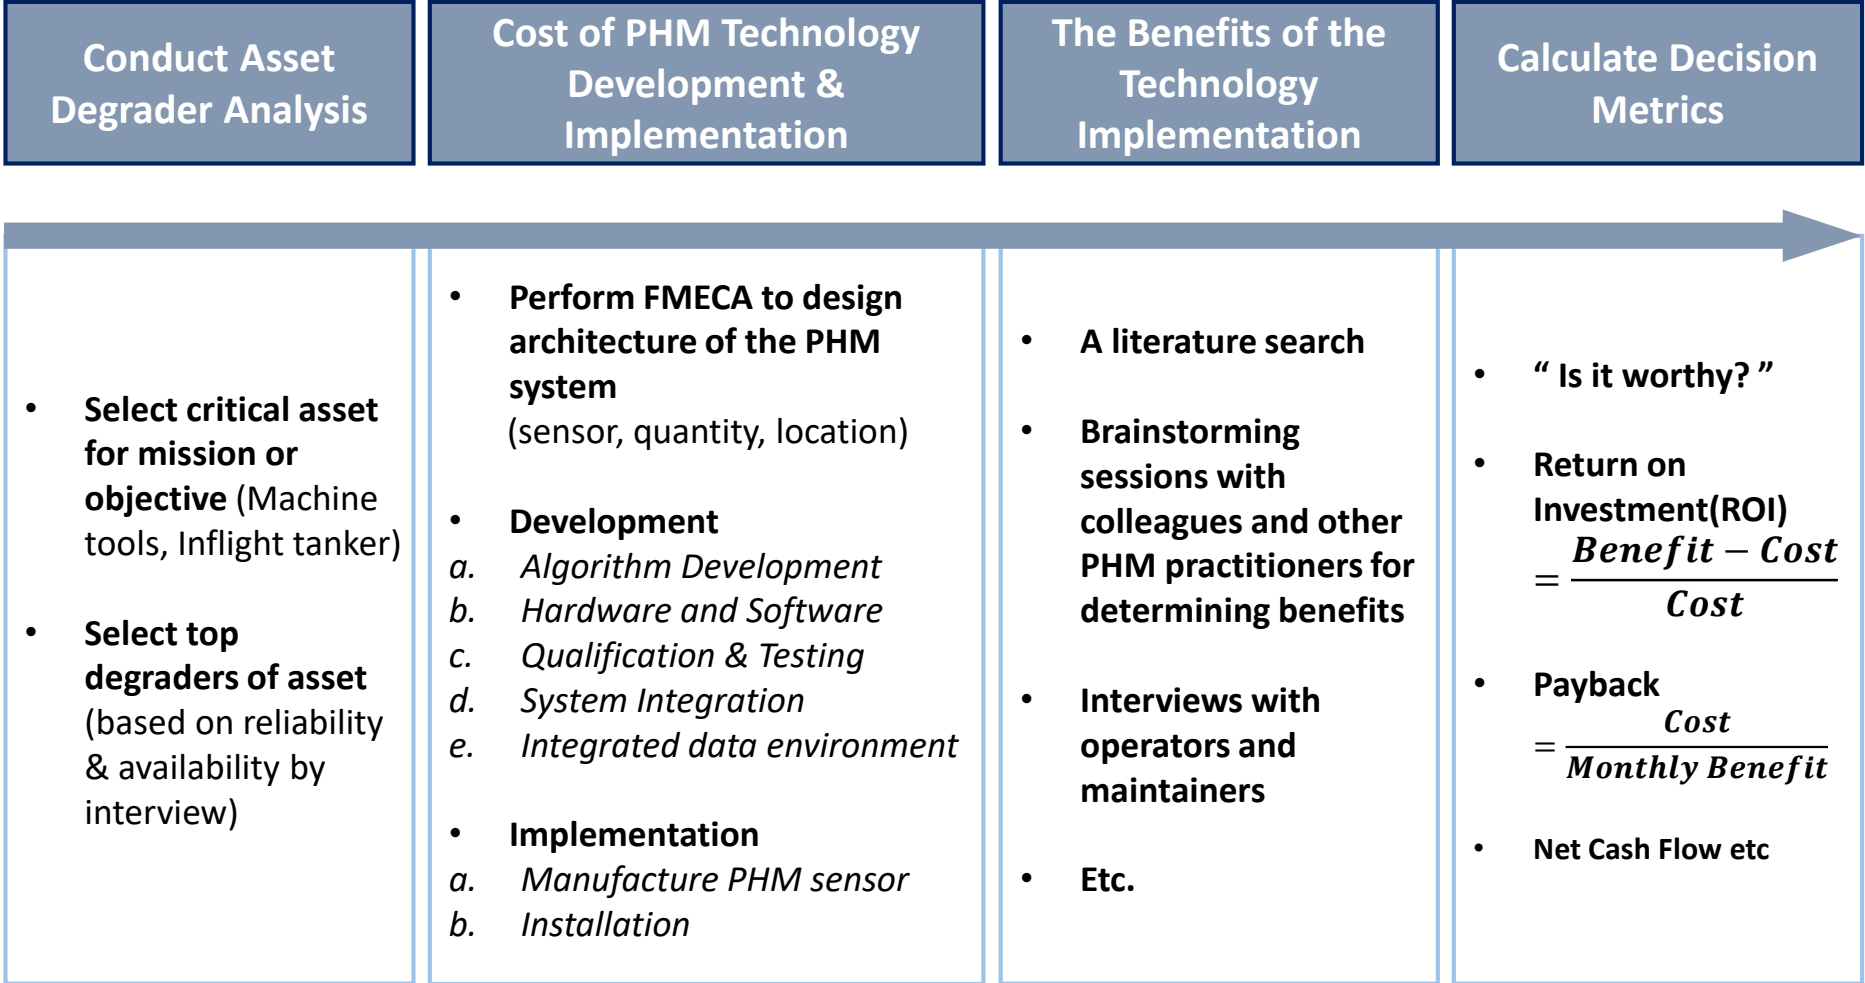 Conduct Asset
Degrader Analysis
Cost of PHM Technology
Development &
Implementation
The Benefits of the
Technology
Implementation
Calculate Decision
Metrics
• Select critical asset
for mission or
objective (Machine
tools, Inflight tanker)
• Select top
degraders of asset
(based on reliability
& availability by
interview)
• Perform FMECA to design
architecture of the PHM
system
(sensor, quantity, location)
• Development
a. Algorithm Development
b. Hardware and Software
c. Qualification & Testing
d. System Integration
e. Integrated data environment
• Implementation
a. Manufacture PHM sensor
b. Installation
• A literature search
• Brainstorming
sessions with
colleagues and other
PHM practitioners for
determining benefits
• Interviews with
operators and
maintainers
• Etc.
• “ Is it worthy? ”
• Return on
Investment(ROI)
Benefit – Cost
=
Cost
• Payback
Cost
=
Monthly Benefit
• Net Cash Flow etc